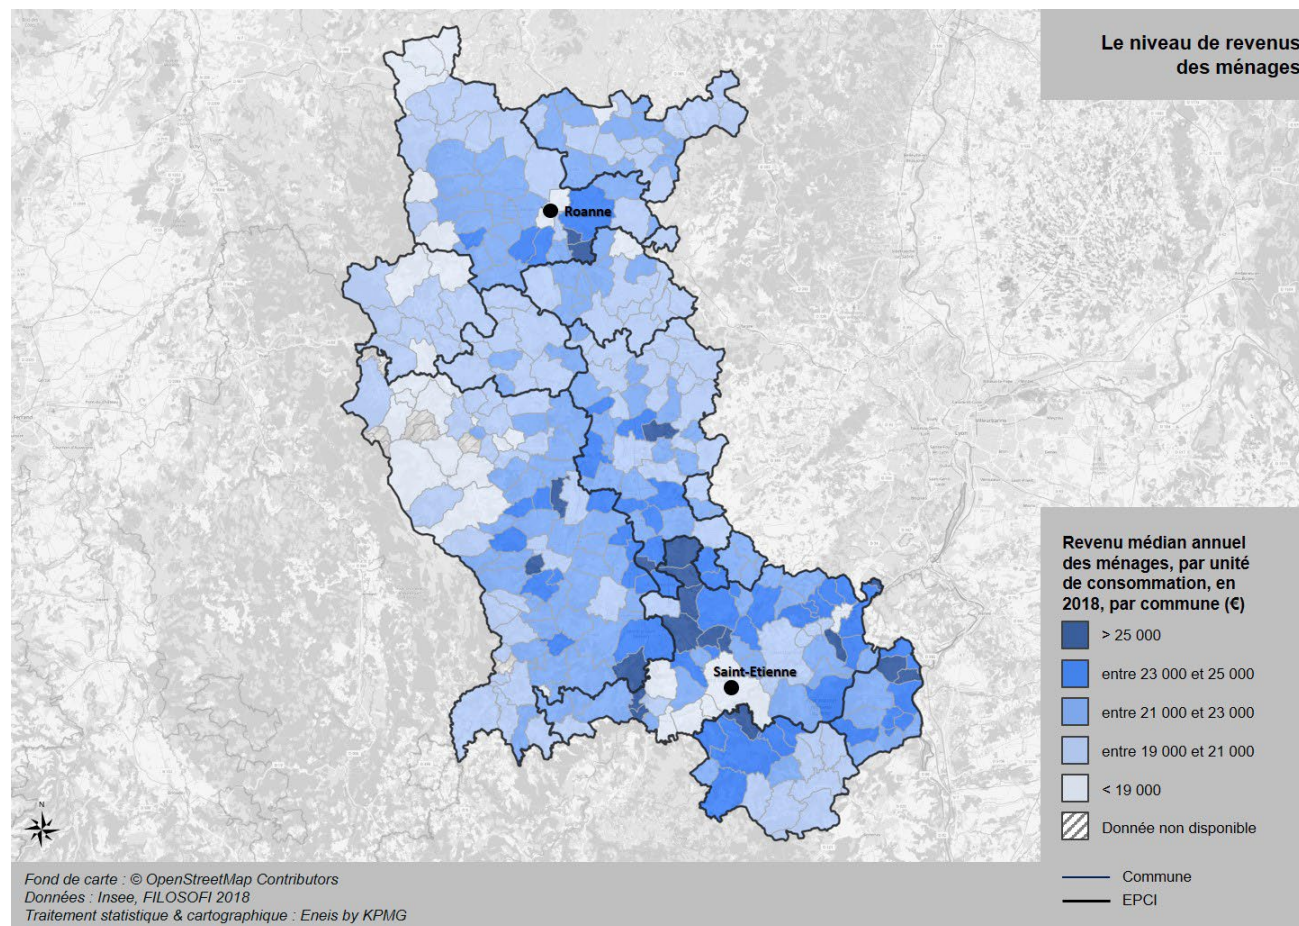 Le niveau de revenus
des ménages
Roanne
Saint-Etienne
Revenu médian annuel
des ménages, par unité
de consommation, en
2018, par commune (€)
> 25 000
entre 23 000 et 25 000
entre 21 000 et 23 000
entre 19 000 et 21 000
< 19 000
Donnée non disponible
Commune
EPCI
N
Fond de carte : © OpenStreetMap Contributors
Données : Insee, FILOSOFI 2018
Traitement statistique & cartographique : Eneis by KPMG